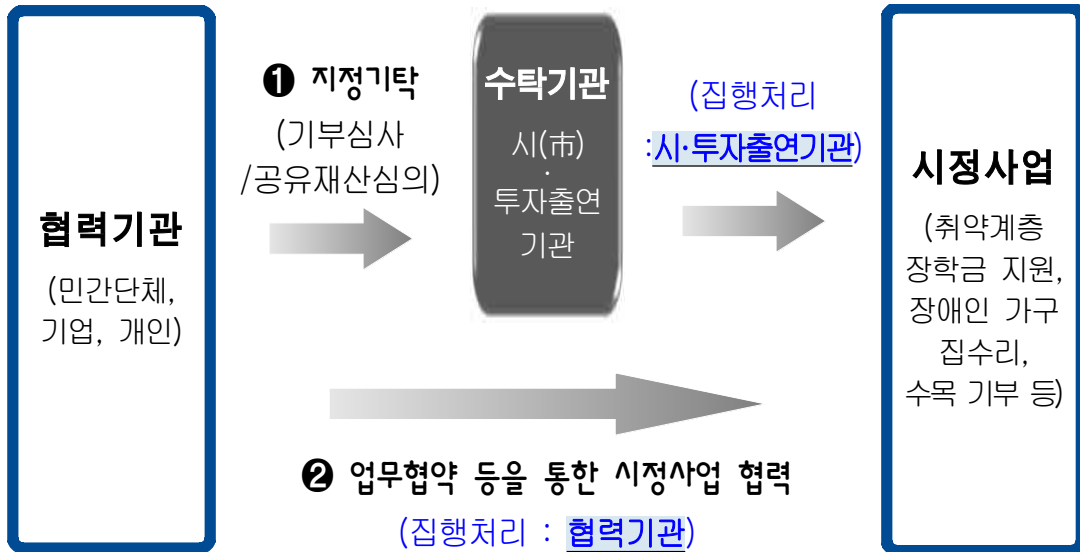 협력기관
(민간단체,
기업, 개인)
❶ 지정기탁
(기부심사
/공유재산심의)
수탁기관
시(市)
·
투자출연
기관
(집행처리
:시·투자출연기관)
시정사업
(취약계층
장학금 지원,
장애인 가구
집수리,
수목 기부 등)
❷ 업무협약 등을 통한 시정사업 협력
(집행처리 : 협력기관)